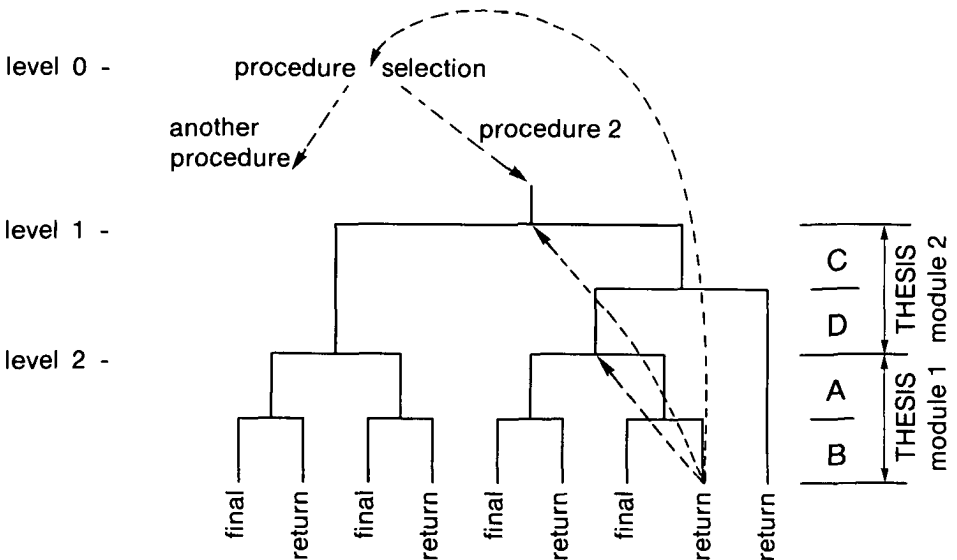 level 0 -
procedure selection
another
procedure
procedure 2
level 1 -
C
D
THESIS
module 2
level 2 -
A
B
THESIS
module 1
final
return
final
return
final
return
final
return
return